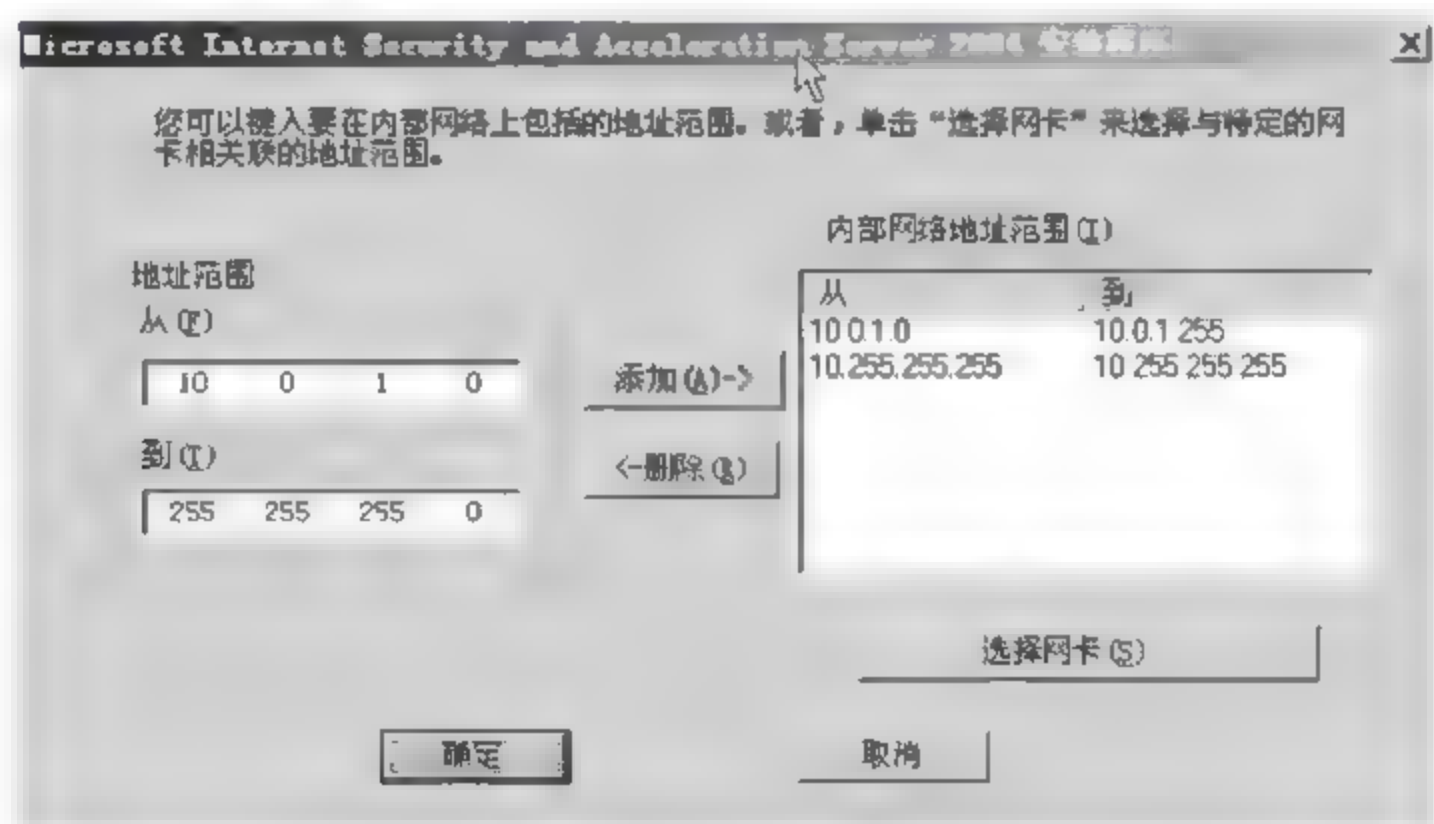 Microsoft Internet Security and Acceleration Server 2004
您可以键入要在内部网络上包括的地址范围。或者，单击“选择网卡”来选择与特定的网
卡相关联的地址范围。
内部网络地址范围(I)
地址范围
从(F)
从 到
10.0.1.0 10.0.1.255
10.255.255.255 10.255.255.255
10 0 1 0
添加(A)->
到(T)
<-删除(R)
255 255 255 0
选择网卡(S)
确定 取消